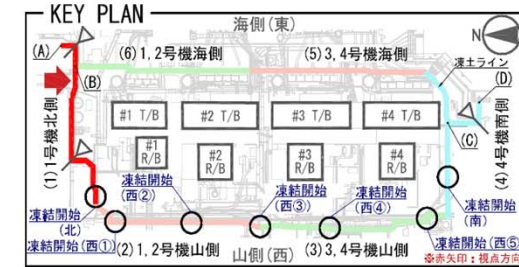 KEY PLAN
海側(東)
N
(A)
(6)1,2号機海側
(5)3,4号機海側
凍土ライン
(B)
(D)
#1 T/B
#2 T/B
#3 T/B
#4 T/B
(C)
(1)1号機北側
(4)4号機南側
#1
R/B
#2
R/B
#3
R/B
#4
R/B
凍結開始
(西②)
凍結開始
(西③)
凍結開始
(西④)
凍結開始
(北)
凍結開始
(南)
凍結開始(西①)
(2)1,2号機山側
山側(西)
(3)3,4号機山側
凍結開始(西⑤)
※赤矢印：視点方向